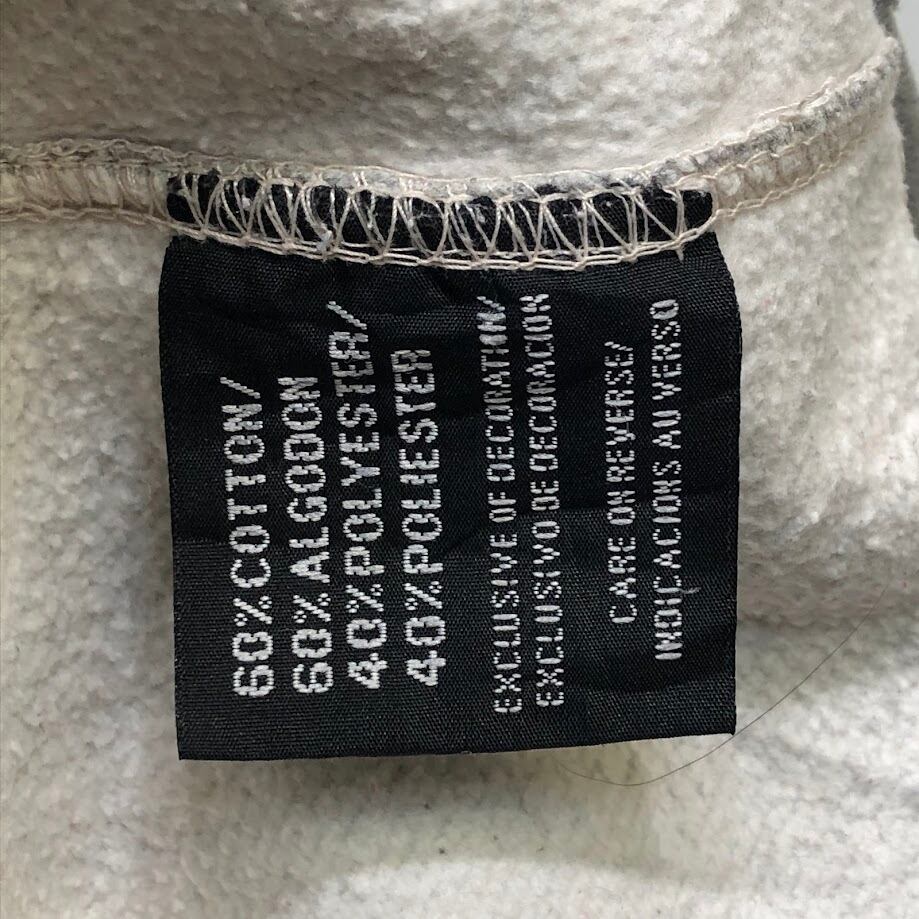 60% COTTON/
60% ALGODON
40% POLYESTER/
40% POLIESTER
EXCLUSIVE OF DECORATHIN/
EXCLUSIVO DE DECORACION
CARE ON REVERSE/
INDICACIONS AU VERSO